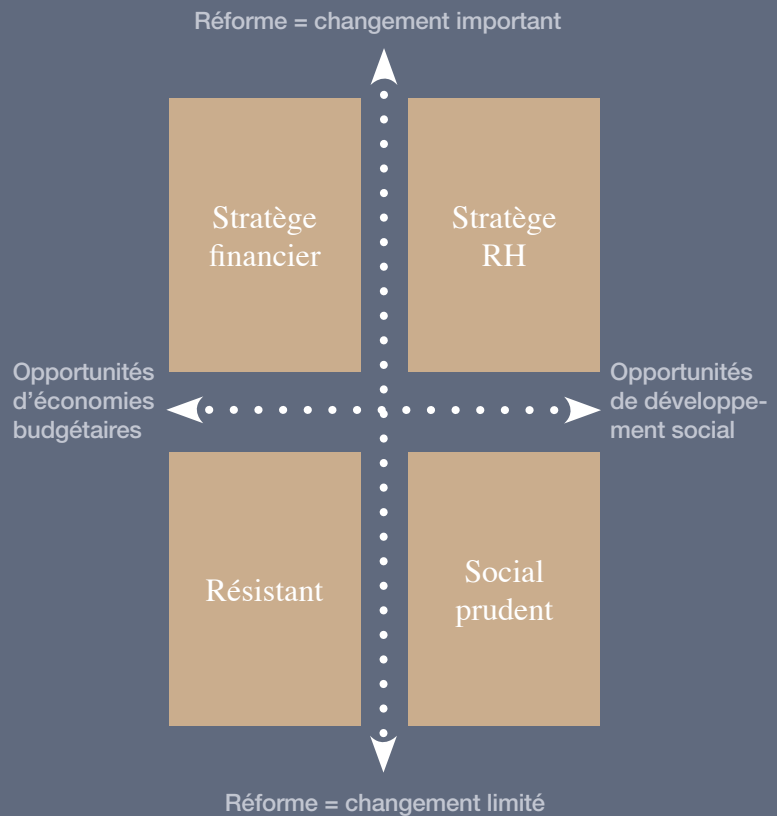 Réforme = changement important
Stratège
financier
Stratège
RH
Opportunités
d'économies
budgétaires
Opportunités
de développe-
ment social
Résistant
Social
prudent
Réforme = changement limité